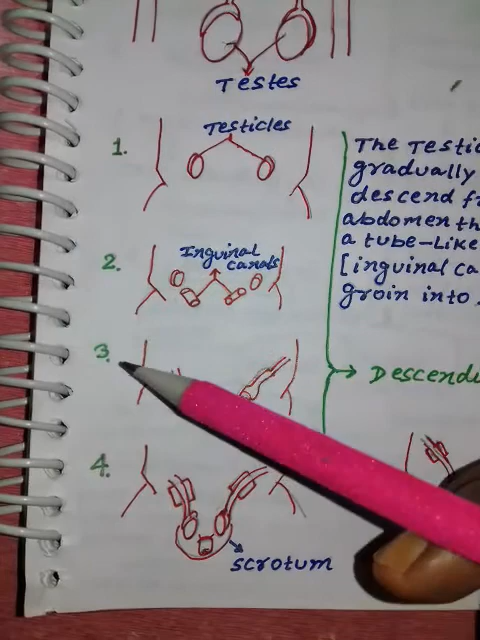 Testes
1.
Testicles
The Testic
gradually
descend f
abdomen th
a tube-like
[inguinal ca
groin into
2.
Inguinal
canals
3.
Descend
4.
Scrotum